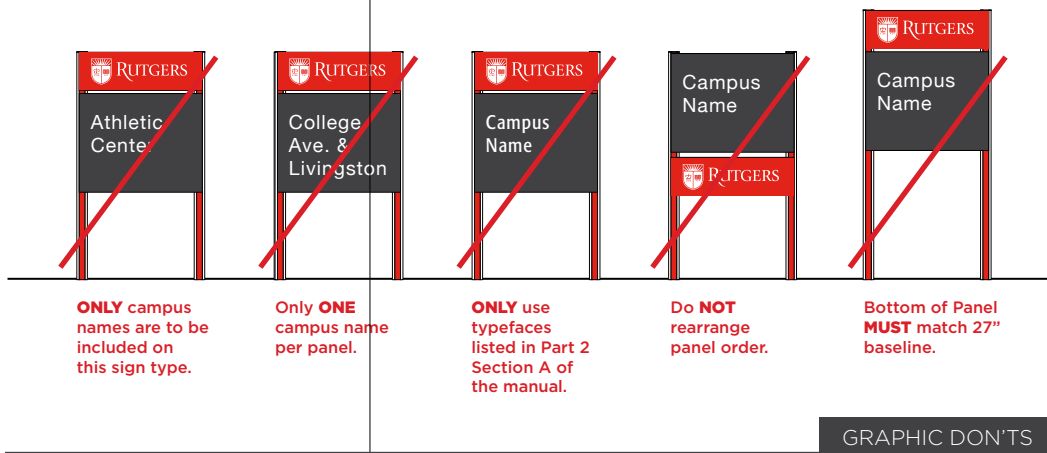 RUTGERS
Athletic
Center
ONLY campus
names are to be
included on
this sign type.
RUTGERS
College
Ave. &
Livingston
Only ONE
campus name
per panel.
RUTGERS
Campus
Name
ONLY use
typefaces
listed in Part 2
Section A of
the manual.
Campus
Name
RUTGERS
Do NOT
rearrange
panel order.
RUTGERS
Campus
Name
Bottom of Panel
MUST match 27”
baseline.
GRAPHIC DON'TS